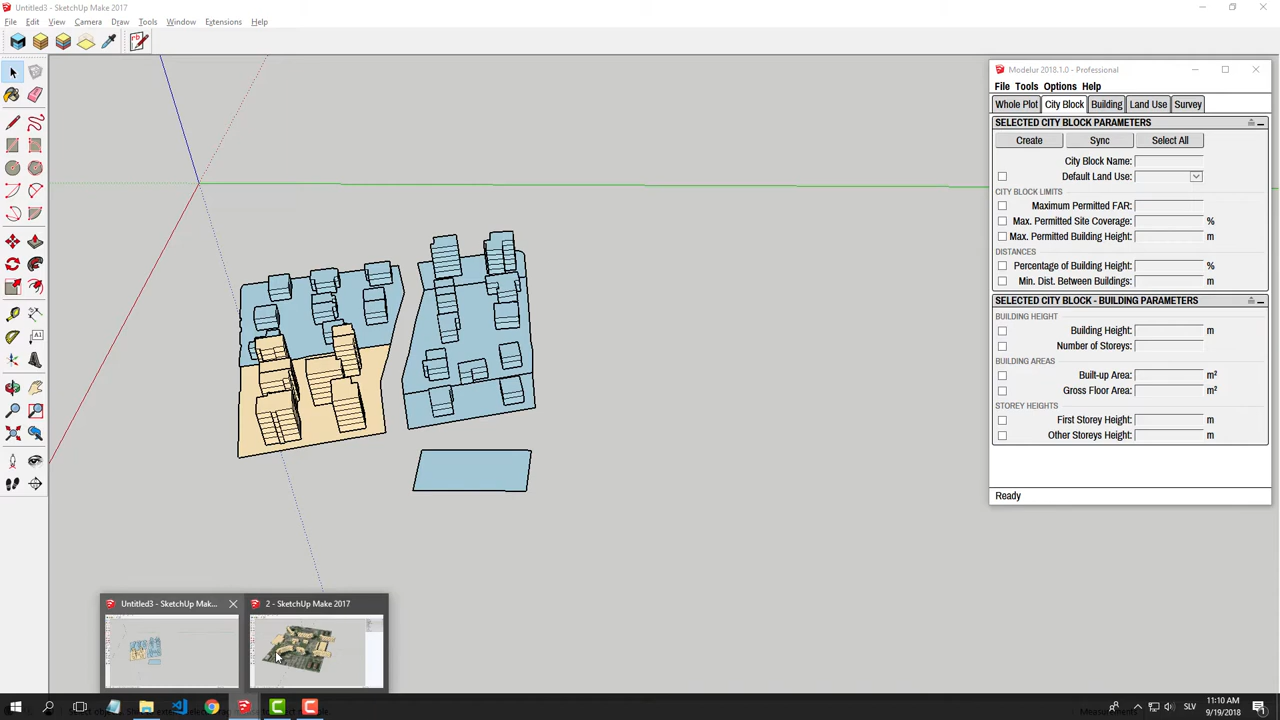 Untitled3 - SketchUp Make 2017
File Edit View Camera Draw Tools Window Extensions Help
Modelur 2018.1.0 - Professional
File Tools Options Help
Whole Plot City Block Building Land Use Survey
SELECTED CITY BLOCK PARAMETERS
Create Sync Select All
City Block Name:
Default Land Use:
CITY BLOCK LIMITS
Maximum Permitted FAR:
Max. Permitted Site Coverage: %
Max. Permitted Building Height: m
DISTANCES
Percentage of Building Height: %
Min. Dist. Between Buildings: m
SELECTED CITY BLOCK - BUILDING PARAMETERS
BUILDING HEIGHT
Building Height: m
Number of Storeys:
BUILDING AREAS
Built-up Area: m²
Gross Floor Area: m²
STOREY HEIGHTS
First Storey Height: m
Other Storeys Height: m
Ready
Untitled3 - SketchUp Mak... 2 - SketchUp Make 2017
SLV
11:10 AM
9/19/2018